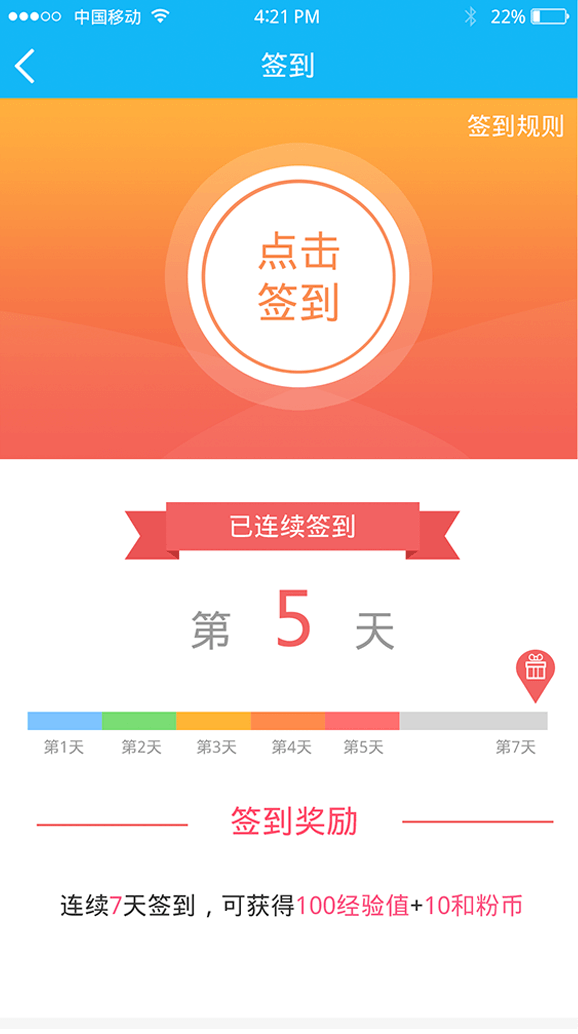 中国移动 4:21 PM 22%
签到
签到规则
点击
签到
已连续签到
第 5 天
第1天 第2天 第3天 第4天 第5天 第7天
签到奖励
连续7天签到，可获得100经验值+10和粉币